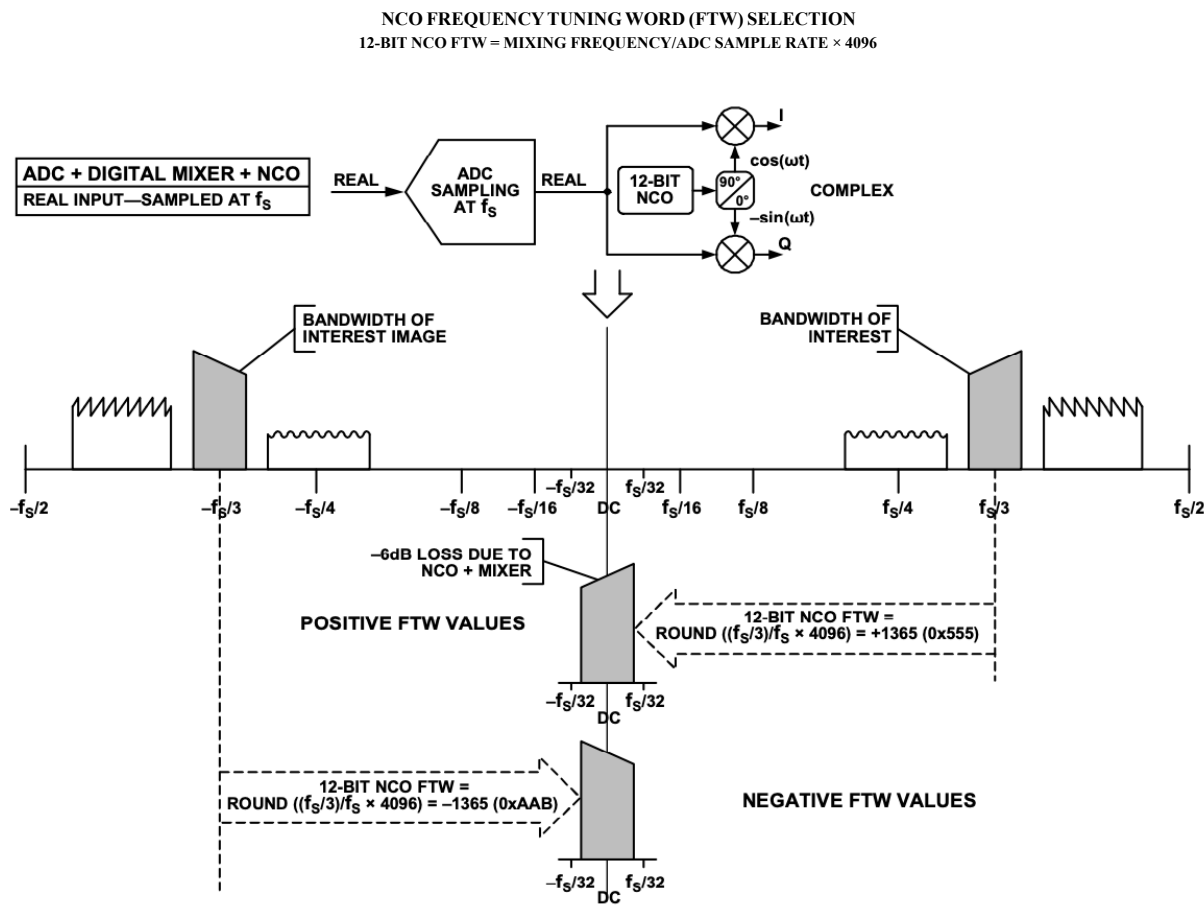 NCO FREQUENCY TUNING WORD (FTW) SELECTION
12-BIT NCO FTW = MIXING FREQUENCY/ADC SAMPLE RATE × 4096
I
ADC + DIGITAL MIXER + NCO
REAL INPUT—SAMPLED AT fS
REAL
ADC
SAMPLING
AT fS
REAL
12-BIT
NCO
90°
0°
cos(ωt)
COMPLEX
–sin(ωt)
Q
BANDWIDTH OF
INTEREST IMAGE
BANDWIDTH OF
INTEREST
–fS/2
–fS/3
–fS/4
–fS/8
–fS/16
–fS/32
DC
fS/32
fS/16
fS/8
fS/4
fS/3
fS/2
–6dB LOSS DUE TO
NCO + MIXER
POSITIVE FTW VALUES
12-BIT NCO FTW =
ROUND ((fS/3)/fS × 4096) = +1365 (0x555)
–fS/32
DC
fS/32
12-BIT NCO FTW =
ROUND ((fS/3)/fS × 4096) = –1365 (0xAAB)
NEGATIVE FTW VALUES
–fS/32
DC
fS/32